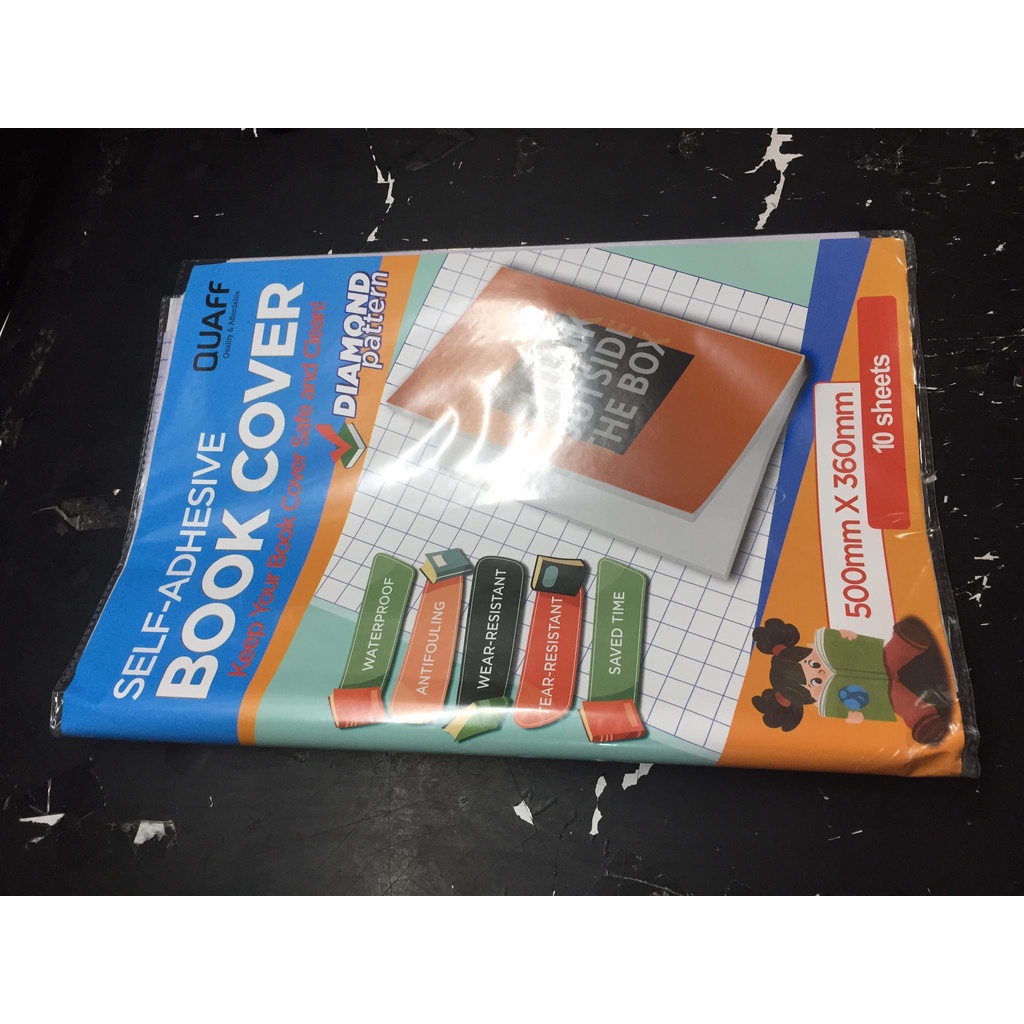 QUAFF
Quality & Affordable
SELF-ADHESIVE
BOOK COVER
Keep Your Book Cover Safe and Clean!
DIAMOND
pattern
OUTSIDE
THE BOX
WATERPROOF
ANTIFOULING
WEAR-RESISTANT
TEAR-RESISTANT
SAVED TIME
500mm X 360mm
10 sheets